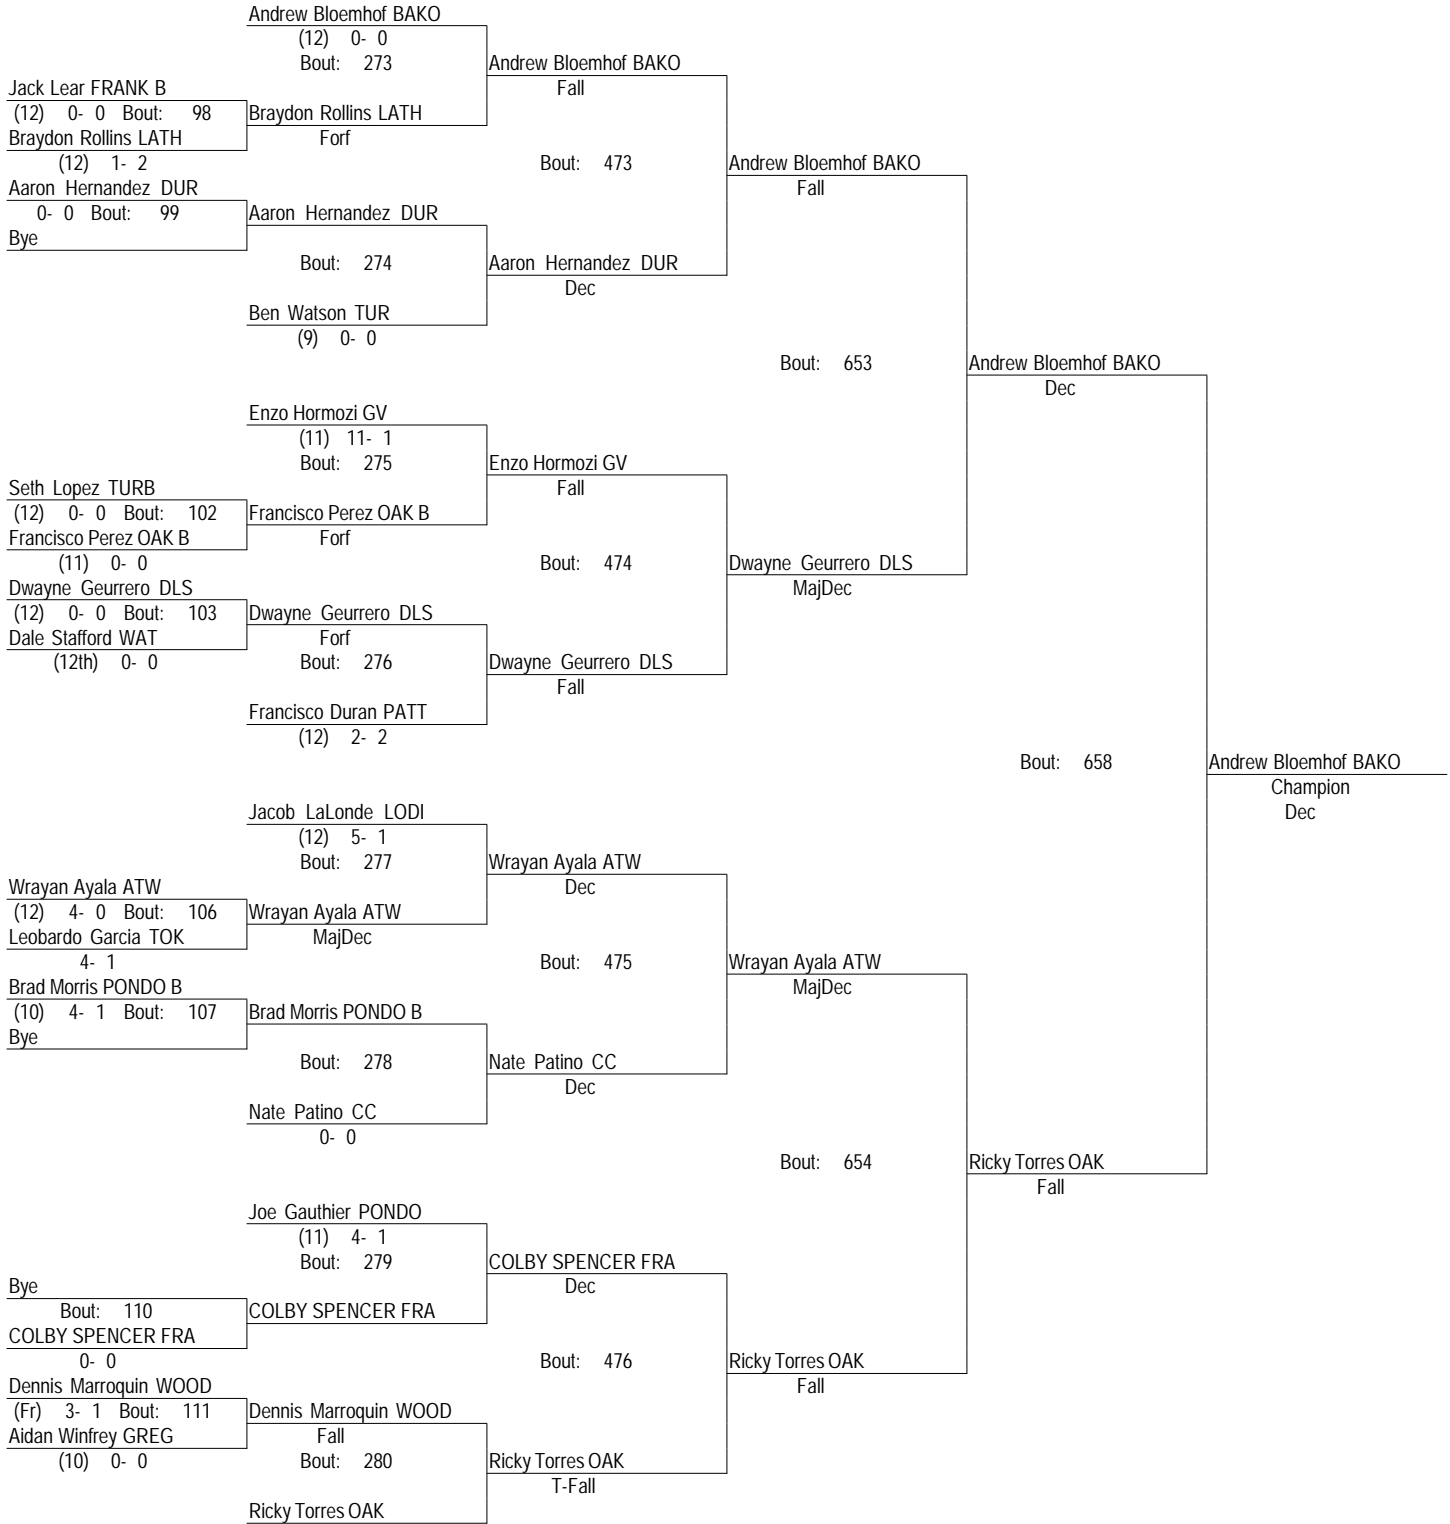 Andrew Bloemhof BAKO
(12) 0- 0
Bout: 273 Andrew Bloemhof BAKO
Jack Lear FRANK B Fall
(12) 0- 0 Bout: 98 Braydon Rollins LATH
Braydon Rollins LATH Forf
(12) 1- 2 Bout: 473 Andrew Bloemhof BAKO
Aaron Hernandez DUR Fall
0- 0 Bout: 99 Aaron Hernandez DUR
Bye
Bout: 274 Aaron Hernandez DUR
Dec
Ben Watson TUR
(9) 0- 0
Bout: 653 Andrew Bloemhof BAKO
Dec
Enzo Hormozi GV
(11) 11- 1
Bout: 275 Enzo Hormozi GV
Seth Lopez TURB Fall
(12) 0- 0 Bout: 102 Francisco Perez OAK B
Francisco Perez OAK B Forf
(11) 0- 0 Bout: 474 Dwayne Geurrero DLS
Dwayne Geurrero DLS MajDec
(12) 0- 0 Bout: 103 Dwayne Geurrero DLS
Dale Stafford WAT Forf
(12th) 0- 0 Bout: 276 Dwayne Geurrero DLS
Fall
Francisco Duran PATT
(12) 2- 2
Bout: 658 Andrew Bloemhof BAKO
Champion
Dec
Jacob LaLonde LODI
(12) 5- 1
Bout: 277 Wrayan Ayala ATW
Wrayan Ayala ATW Dec
(12) 4- 0 Bout: 106 Wrayan Ayala ATW
Leobardo Garcia TOK MajDec
4- 1 Bout: 475 Wrayan Ayala ATW
Brad Morris PONDO B MajDec
(10) 4- 1 Bout: 107 Brad Morris PONDO B
Bye
Bout: 278 Nate Patino CC
Dec
Nate Patino CC
0- 0
Bout: 654 Ricky Torres OAK
Fall
Joe Gauthier PONDO
(11) 4- 1
Bout: 279 COLBY SPENCER FRA
Bye Dec
Bout: 110 COLBY SPENCER FRA
COLBY SPENCER FRA
0- 0 Bout: 476 Ricky Torres OAK
Dennis Marroquin WOOD Fall
(Fr) 3- 1 Bout: 111 Dennis Marroquin WOOD
Aidan Winfrey GREG Fall
(10) 0- 0 Bout: 280 Ricky Torres OAK
T-Fall
Ricky Torres OAK